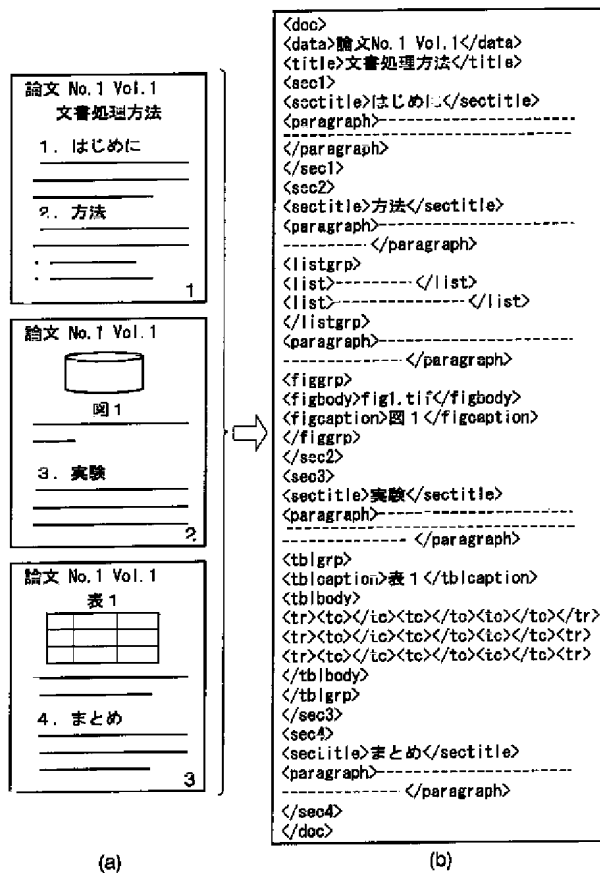 論文 No.1 Vol.1
文書処理方法
1. はじめに
2. 方法
1
論文 No.1 Vol.1
図1
3. 実験
2
論文 No.1 Vol.1
表1
4. まとめ
3
(a)
<doc>
<data>論文No.1 Vol.1</data>
<title>文書処理方法</title>
<sec1>
<sectitle>はじめに</sectitle>
<paragraph>
</paragraph>
</sec1>
<sec2>
<sectitle>方法</sectitle>
<paragraph>
</paragraph>
<listgrp>
<list></list>
<list></list>
</listgrp>
<paragraph>
</paragraph>
<figgrp>
<figbody>fig1.tif</figbody>
<figcaption>図1</figcaption>
</figgrp>
</sec2>
<sec3>
<sectitle>実験</sectitle>
<paragraph>
</paragraph>
<tblgrp>
<tblcaption>表1</tblcaption>
<tblbody>
<tr><tc></tc><tc></tc><tc></tc></tr>
<tr><tc></tc><tc></tc><tc></tc><tr>
<tr><tc></tc><tc></tc><tc></tc><tr>
</tblbody>
</tblgrp>
</sec3>
<sec4>
<sectitle>まとめ</sectitle>
<paragraph>
</paragraph>
</sec4>
</doc>
(b)